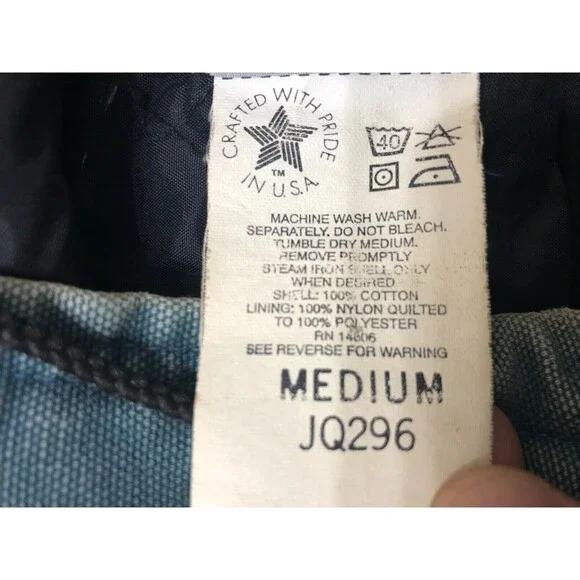 CRAFTED WITH PRIDE
IN U.S.A.
TM
40
MACHINE WASH WARM.
SEPARATELY. DO NOT BLEACH.
TUMBLE DRY MEDIUM.
REMOVE PROMPTLY
STEAM IRON SHELL ONLY
WHEN DESIRED
SHELL: 100% COTTON
LINING: 100% NYLON QUILTED
TO 100% POLYESTER
RN 14806
SEE REVERSE FOR WARNING
MEDIUM
JQ296